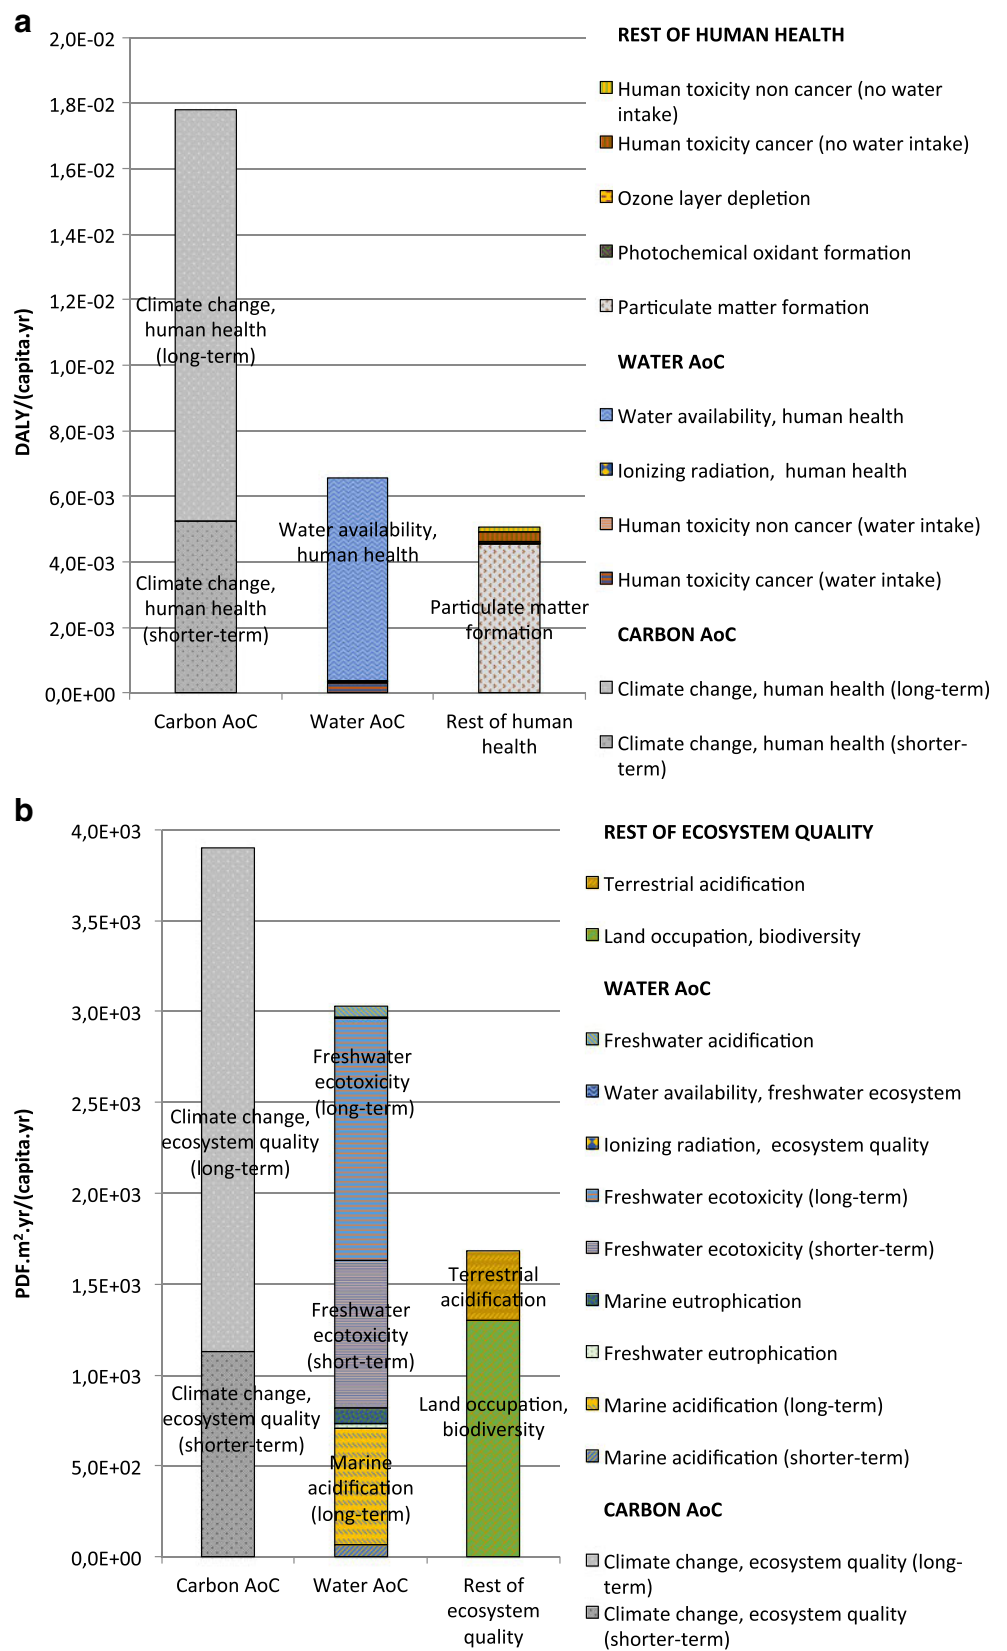 a
2,0E-02
1,8E-02
1,6E-02
1,4E-02
1,2E-02
1,0E-02
8,0E-03
6,0E-03
4,0E-03
2,0E-03
0,0E+00
DALY/(capita.yr)
Climate change,
human health
(long-term)
Climate change,
human health
(shorter-term)
Water availability,
human health
Particulate matter
formation
Carbon AoC
Water AoC
Rest of human
health
REST OF HUMAN HEALTH
Human toxicity non cancer (no water
intake)
Human toxicity cancer (no water intake)
Ozone layer depletion
Photochemical oxidant formation
Particulate matter formation
WATER AoC
Water availability, human health
Ionizing radiation, human health
Human toxicity non cancer (water intake)
Human toxicity cancer (water intake)
CARBON AoC
Climate change, human health (long-term)
Climate change, human health (shorter-
term)
b
4,0E+03
3,5E+03
3,0E+03
2,5E+03
2,0E+03
1,5E+03
1,0E+03
5,0E+02
0,0E+00
PDF.m².yr/(capita.yr)
Climate change,
ecosystem quality
(long-term)
Climate change,
ecosystem quality
(shorter-term)
Freshwater
ecotoxicity
(long-term)
Freshwater
ecotoxicity
(short-term)
Marine
acidification
(long-term)
Terrestrial
acidification
Land occupation,
biodiversity
Carbon AoC
Water AoC
Rest of
ecosystem
quality
REST OF ECOSYSTEM QUALITY
Terrestrial acidification
Land occupation, biodiversity
WATER AoC
Freshwater acidification
Water availability, freshwater ecosystem
Ionizing radiation, ecosystem quality
Freshwater ecotoxicity (long-term)
Freshwater ecotoxicity (shorter-term)
Marine eutrophication
Freshwater eutrophication
Marine acidification (long-term)
Marine acidification (shorter-term)
CARBON AoC
Climate change, ecosystem quality (long-
term)
Climate change, ecosystem quality
(shorter-term)